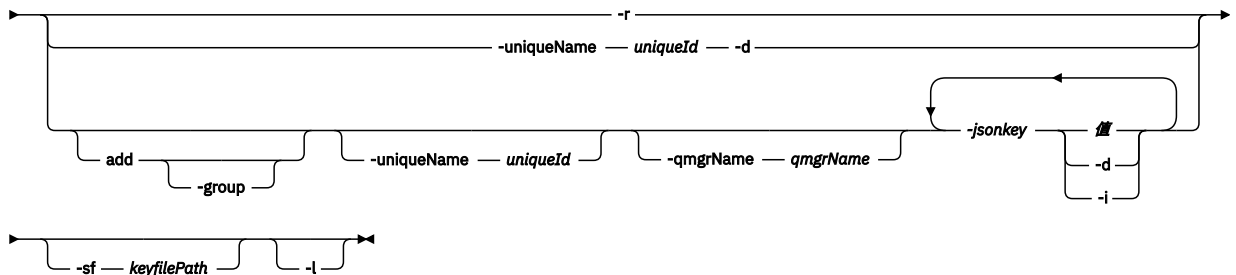 -r
-uniqueName uniqueId -d
add -group -uniqueName uniqueId -qmgrName qmgrName -jsonkey 值
-d
-i
-sf keyfilePath -l